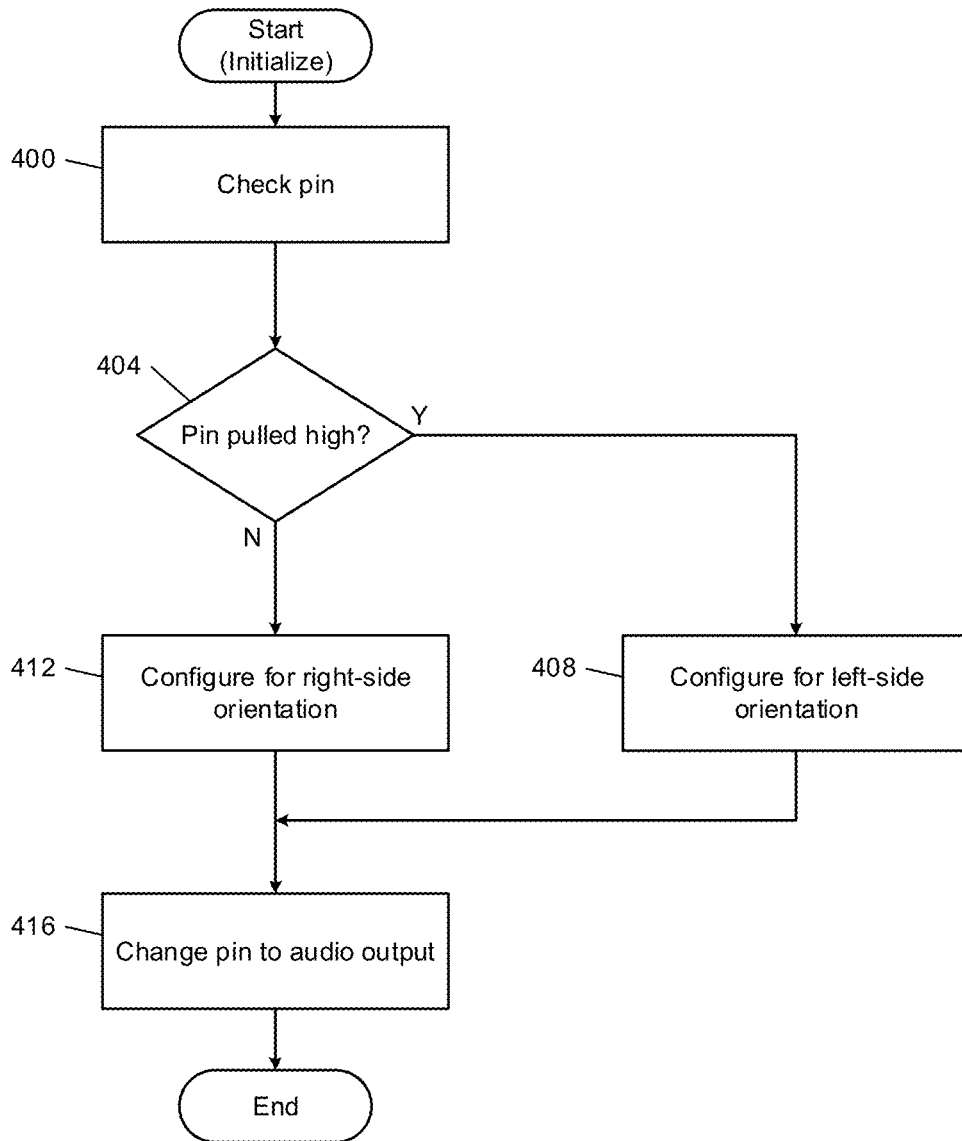 Start
(Initialize)
400
Check pin
404
Pin pulled high?
Y
N
412
Configure for right-side
orientation
408
Configure for left-side
orientation
416
Change pin to audio output
End